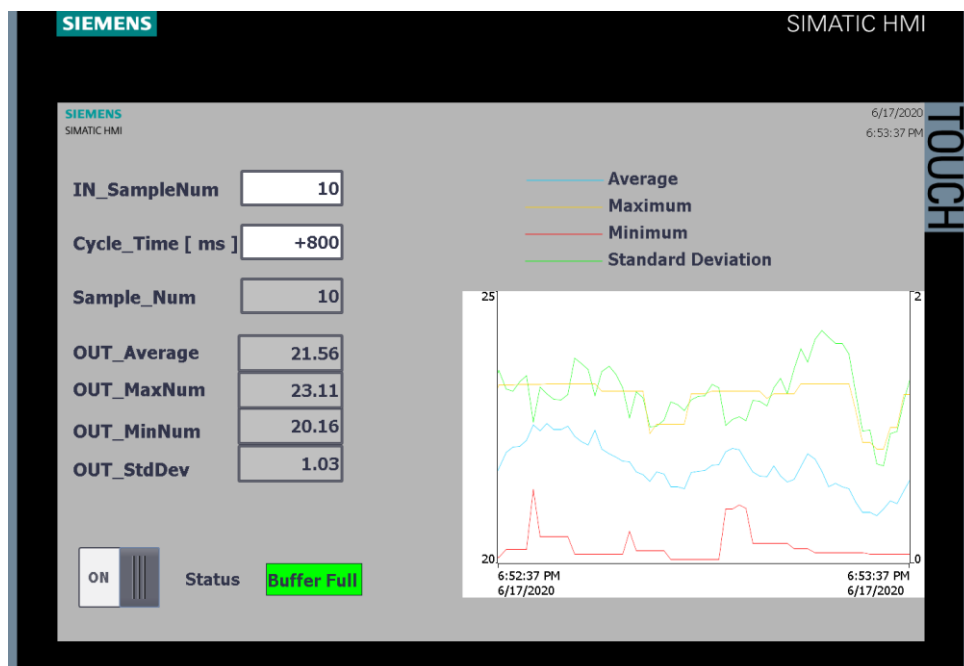 SIEMENS
SIMATIC HMI
TOUCH
SIEMENS
SIMATIC HMI
6/17/2020
6:53:37 PM
IN_SampleNum 10
Cycle_Time [ ms ] +800
Sample_Num 10
OUT_Average 21.56
OUT_MaxNum 23.11
OUT_MinNum 20.16
OUT_StdDev 1.03
ON
Status
Buffer Full
Average
Maximum
Minimum
Standard Deviation
25
2
20
0
6:52:37 PM
6/17/2020
6:53:37 PM
6/17/2020